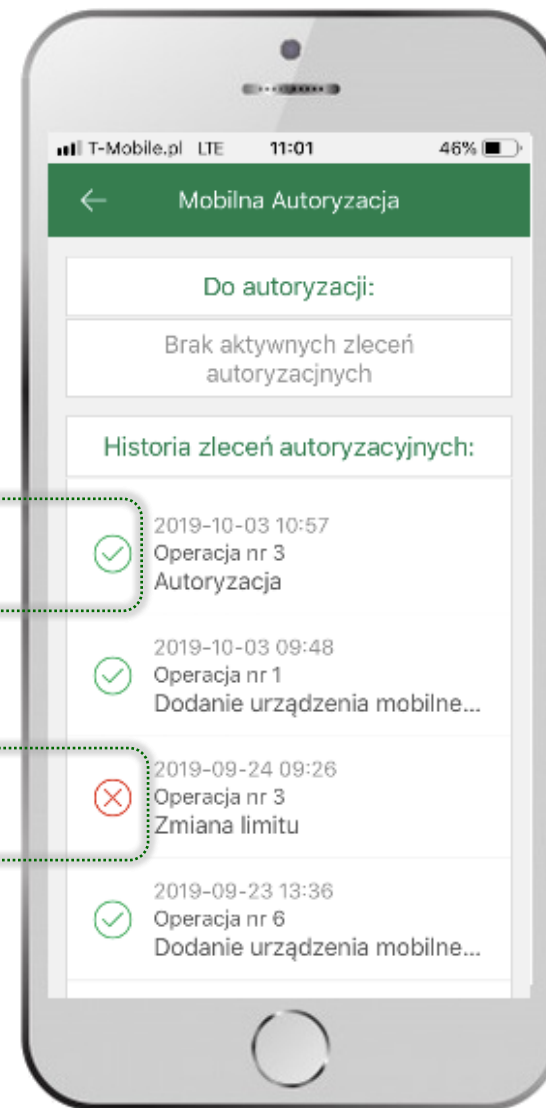 T-Mobile.pl LTE 11:01 46%
Mobilna Autoryzacja
Do autoryzacji:
Brak aktywnych zleceń
autoryzacjnych
Historia zleceń autoryzacyjnych:
2019-10-03 10:57
Operacja nr 3
Autoryzacja
2019-10-03 09:48
Operacja nr 1
Dodanie urządzenia mobilne...
2019-09-24 09:26
Operacja nr 3
Zmiana limitu
2019-09-23 13:36
Operacja nr 6
Dodanie urządzenia mobilne...